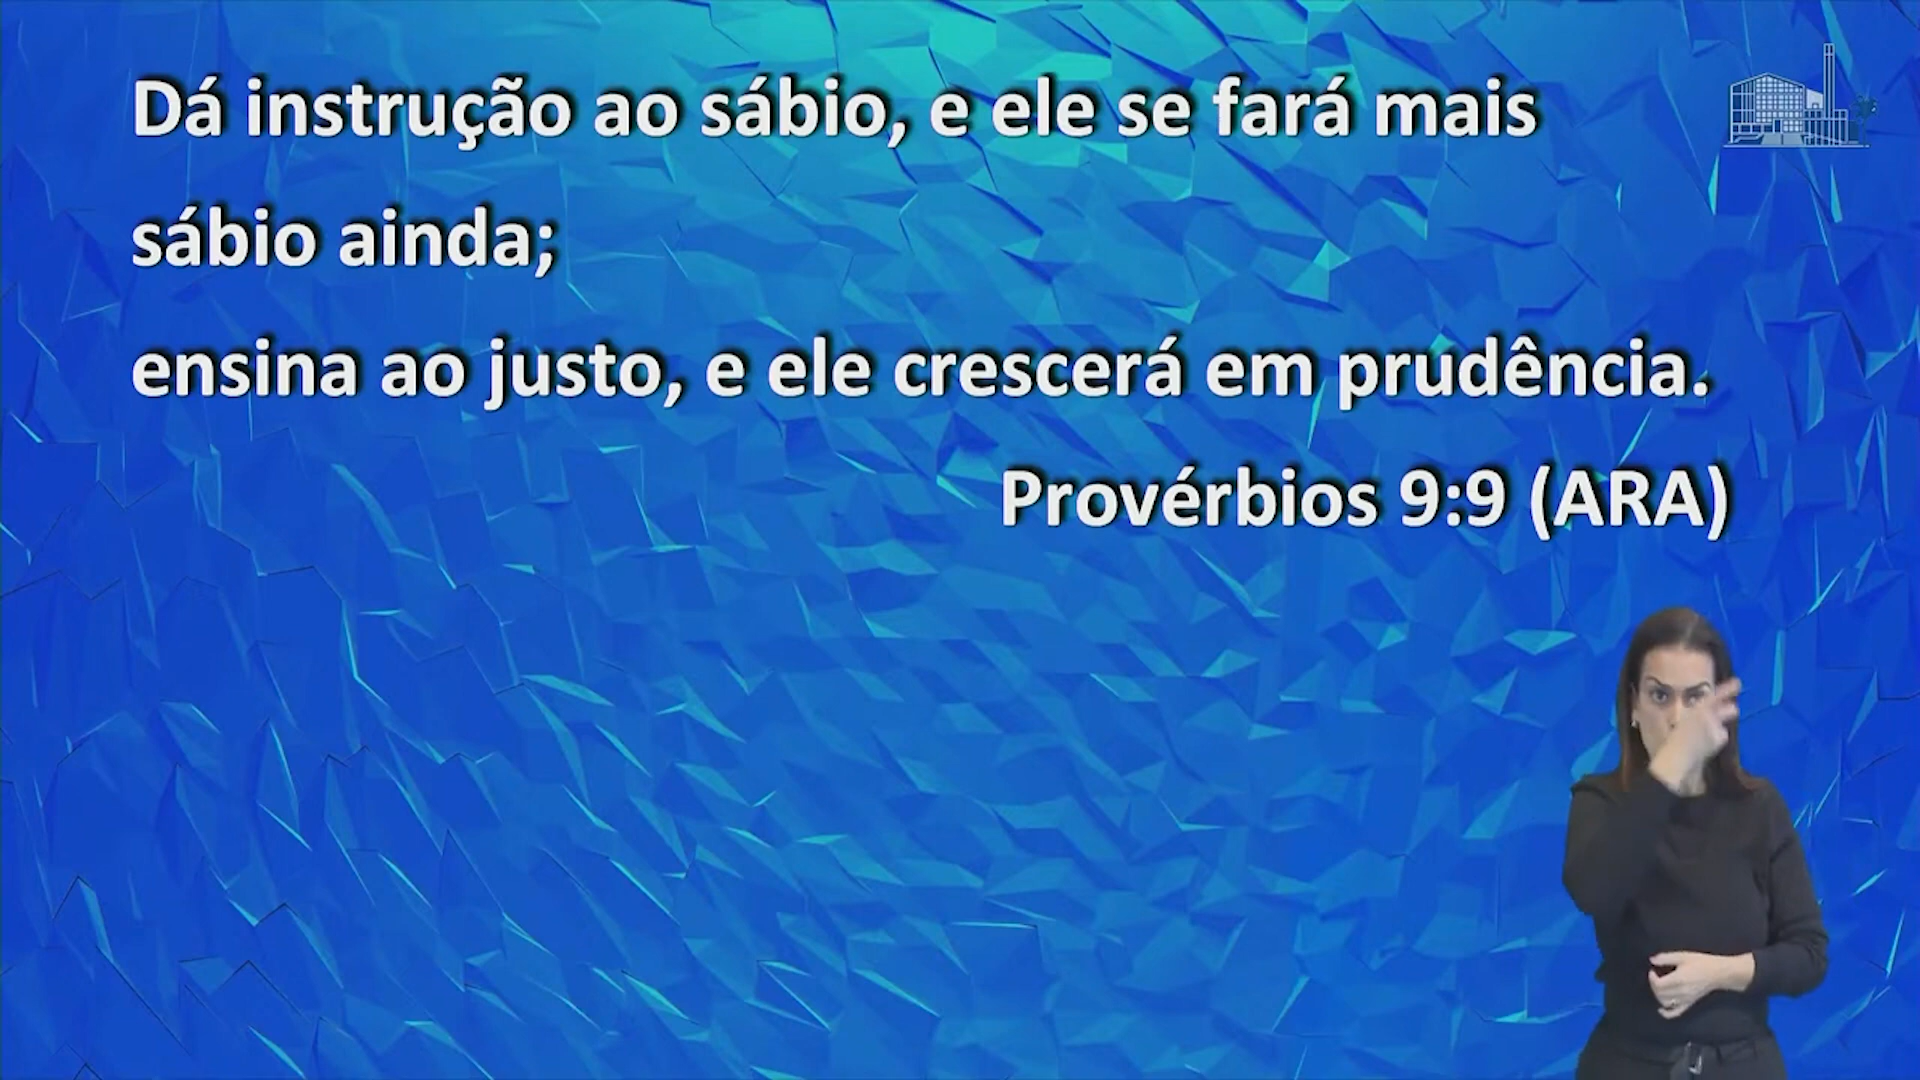 Dá instrução ao sábio, e ele se fará mais
sábio ainda;
ensina ao justo, e ele crescerá em prudência.
Provérbios 9:9 (ARA)